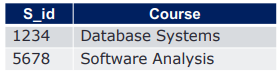 S_id Course
1234 Database Systems
5678 Software Analysis